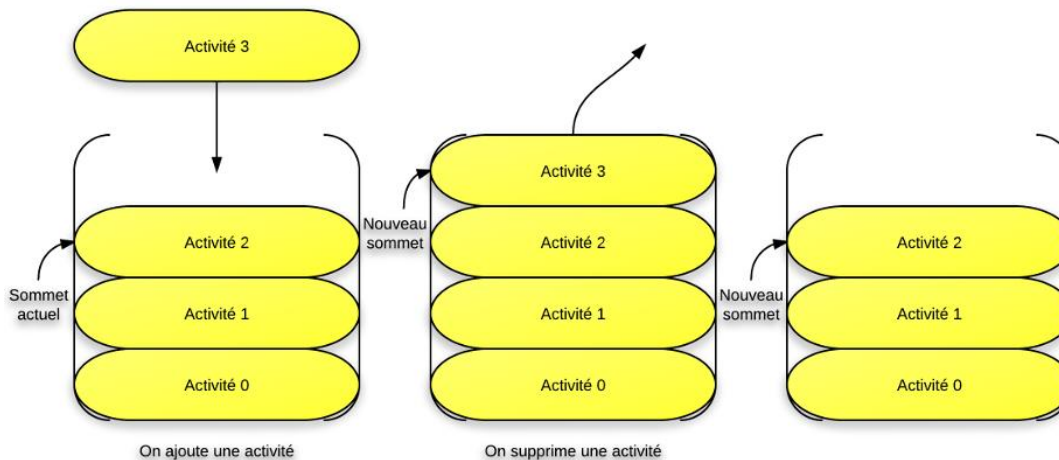 Activité 3
Activité 2
Sommet
actuel
Activité 1
Activité 0
On ajoute une activité
Activité 3
Nouveau
sommet
Activité 2
Activité 1
Activité 0
On supprime une activité
Activité 2
Nouveau
sommet
Activité 1
Activité 0